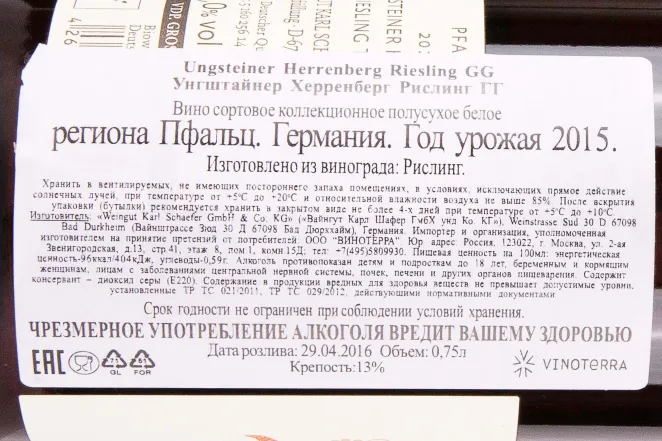 Ungsteiner Herrenberg Riesling GG
Унгштайнер Херренберг Рислинг ГГ
Вино сортовое коллекционное полусухое белое
региона Пфальц. Германия. Год урожая 2015.
Изготовлено из винограда: Рислинг.
Хранить в вентилируемых, не имеющих постороннего запаха помещениях, в условиях, исключающих прямое действие
солнечных лучей, при температуре от +5°С до +20°С и относительной влажности воздуха не выше 85%. После вскрытия
упаковки (бутылки) рекомендуется хранить в закрытом виде не более 4-х дней при температуре от +5°С до +10°С
Изготовитель: «Weingut Karl Schaefer GmbH & Co. KG» («Вайнгут Карл Шафер ГмбХ унд Ко. КГ»), Weinstrasse Sud 30 D 67098
Bad Durkheim (Вайнштрассе Зюд 30 Д 67098 Бад Дюркхайм), Германия. Импортер и организация, уполномоченная
изготовителем на принятие претензий от потребителей: ООО "ВИНОТЕРРА" Юр адрес: Россия, 123022, г. Москва, ул. 2-ая
Звенигородская, д.13, стр.41, этаж 8, пом.1, комн.15Д; тел: +7(495)5809930. Пищевая ценность на 100мл: энергетическая
ценность-96ккал/404кДж, углеводы-0,59г. Алкоголь противопоказан детям и подросткам до 18 лет, беременным и кормящим
женщинам, лицам с заболеваниями центральной нервной системы, почек, печени и других органов пищеварения. Содержит
консервант – диоксид серы (Е220). Содержание в продукции вредных для здоровья веществ не превышает допустимые уровни,
установленные ТР ТС 021/2011, ТР ТС 029/2012, действующими нормативными документами
Срок годности не ограничен при соблюдении условий хранения.
ЧРЕЗМЕРНОЕ УПОТРЕБЛЕНИЕ АЛКОГОЛЯ ВРЕДИТ ВАШЕМУ ЗДОРОВЬЮ
Дата розлива: 29.04.2016 Объем: 0,75л
Крепость:13%
EAC
71
GL
51
FOR
VINOTERRA